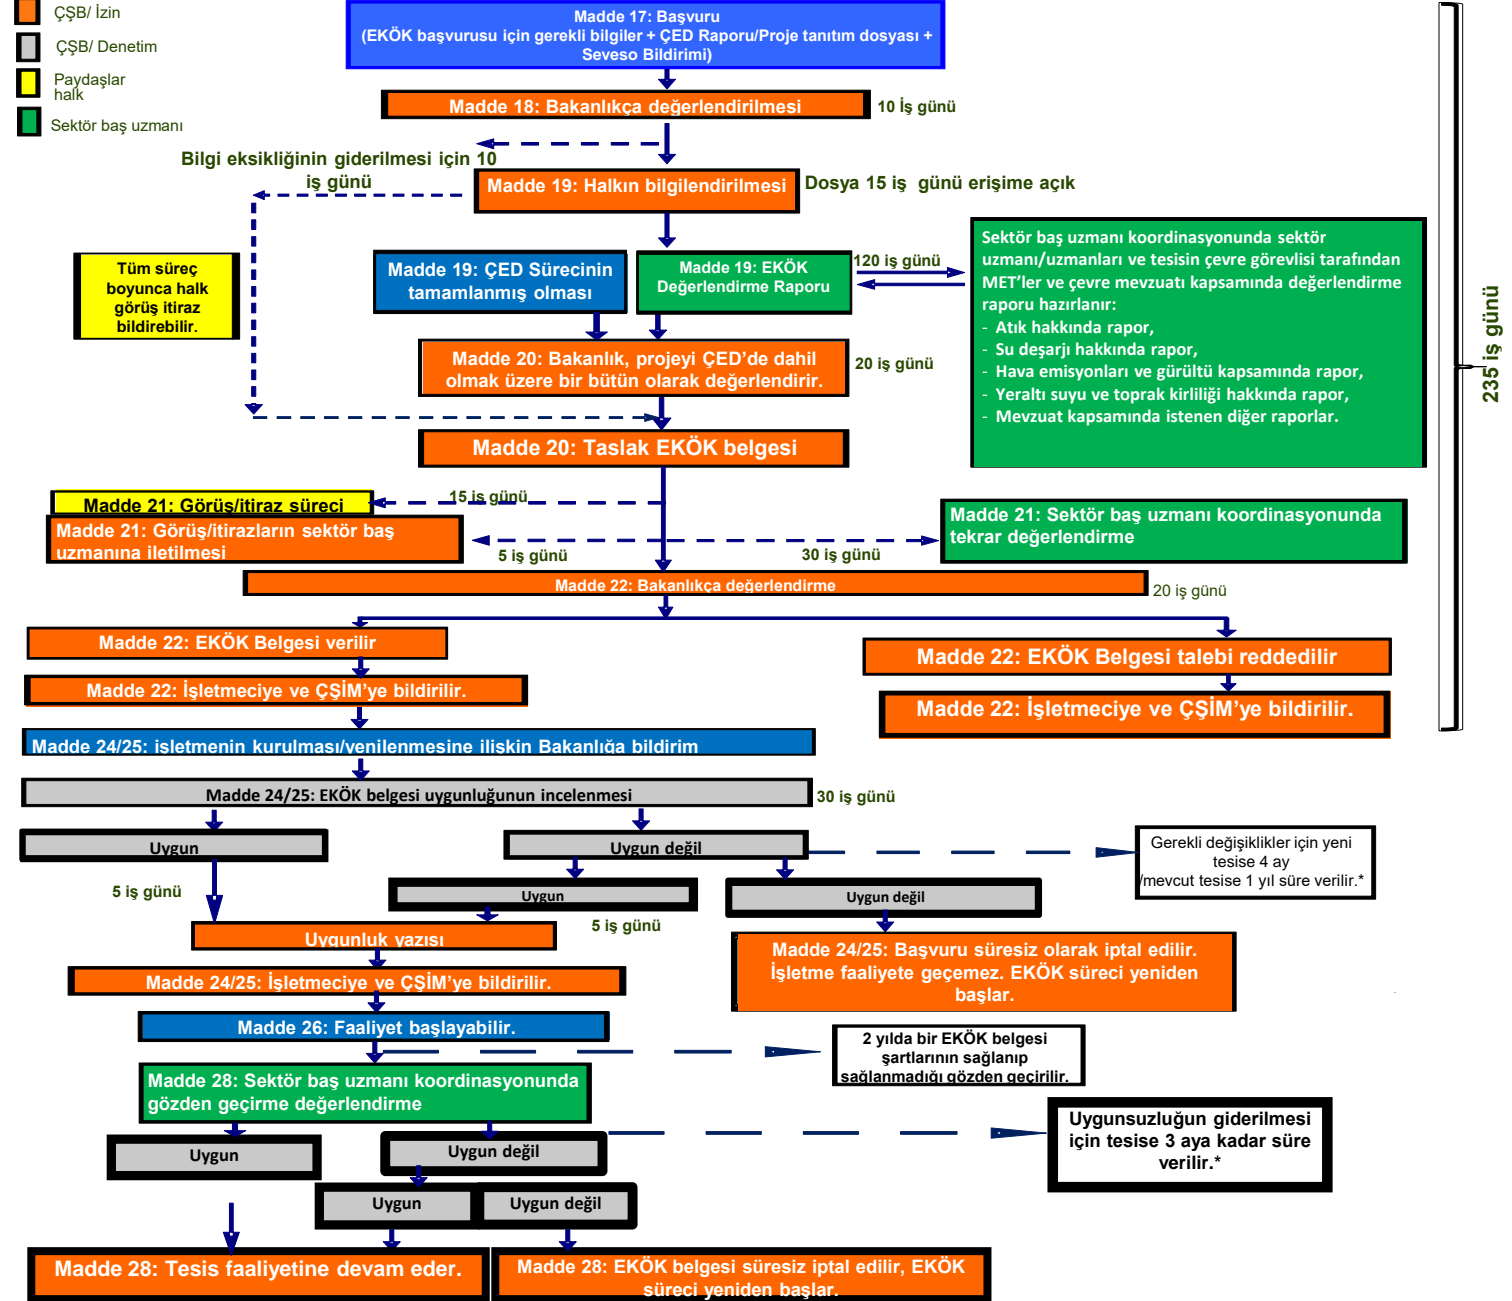 ÇŞB/ İzin
ÇŞB/ Denetim
Paydaşlar
halk
Sektör baş uzmanı
Madde 17: Başvuru
(EKÖK başvurusu için gerekli bilgiler + ÇED Raporu/Proje tanıtım dosyası +
Seveso Bildirimi)
Madde 18: Bakanlıkça değerlendirilmesi
10 İş günü
Bilgi eksikliğinin giderilmesi için 10
iş günü
Madde 19: Halkın bilgilendirilmesi
Dosya 15 iş günü erişime açık
Tüm süreç
boyunca halk
görüş itiraz
bildirebilir.
Madde 19: ÇED Sürecinin
tamamlanmış olması
Madde 19: EKÖK
Değerlendirme Raporu
120 iş günü
Sektör baş uzmanı koordinasyonunda sektör
uzmanı/uzmanları ve tesisin çevre görevlisi tarafından
MET'ler ve çevre mevzuatı kapsamında değerlendirme
raporu hazırlanır:
- Atık hakkında rapor,
- Su deşarjı hakkında rapor,
- Hava emisyonları ve gürültü kapsamında rapor,
- Yeraltı suyu ve toprak kirliliği hakkında rapor,
- Mevzuat kapsamında istenen diğer raporlar.
235 iş günü
Madde 20: Bakanlık, projeyi ÇED'de dahil
olmak üzere bir bütün olarak değerlendirir.
20 iş günü
Madde 20: Taslak EKÖK belgesi
Madde 21: Görüş/itiraz süreci
15 iş günü
Madde 21: Görüş/itirazların sektör baş
uzmanına iletilmesi
5 iş günü
30 iş günü
Madde 21: Sektör baş uzmanı koordinasyonunda
tekrar değerlendirme
Madde 22: Bakanlıkça değerlendirme
20 iş günü
Madde 22: EKÖK Belgesi verilir
Madde 22: EKÖK Belgesi talebi reddedilir
Madde 22: İşletmeciye ve ÇŞİM'ye bildirilir.
Madde 22: İşletmeciye ve ÇŞİM'ye bildirilir.
Madde 24/25: işletmenin kurulması/yenilenmesine ilişkin Bakanlığa bildirim
Madde 24/25: EKÖK belgesi uygunluğunun incelenmesi
30 iş günü
Uygun
Uygun değil
Gerekli değişiklikler için yeni
tesise 4 ay
/mevcut tesise 1 yıl süre verilir.*
5 iş günü
Uygun
Uygun değil
5 iş günü
Uygunluk yazısı
Madde 24/25: Başvuru süresiz olarak iptal edilir.
İşletme faaliyete geçemez. EKÖK süreci yeniden
başlar.
Madde 24/25: İşletmeciye ve ÇŞİM'ye bildirilir.
Madde 26: Faaliyet başlayabilir.
2 yılda bir EKÖK belgesi
şartlarının sağlanıp
sağlanmadığı gözden geçirilir.
Madde 28: Sektör baş uzmanı koordinasyonunda
gözden geçirme değerlendirme
Uygun
Uygun değil
Uygunsuzluğun giderilmesi
için tesise 3 aya kadar süre
verilir.*
Uygun
Uygun değil
Madde 28: Tesis faaliyetine devam eder.
Madde 28: EKÖK belgesi süresiz iptal edilir, EKÖK
süreci yeniden başlar.